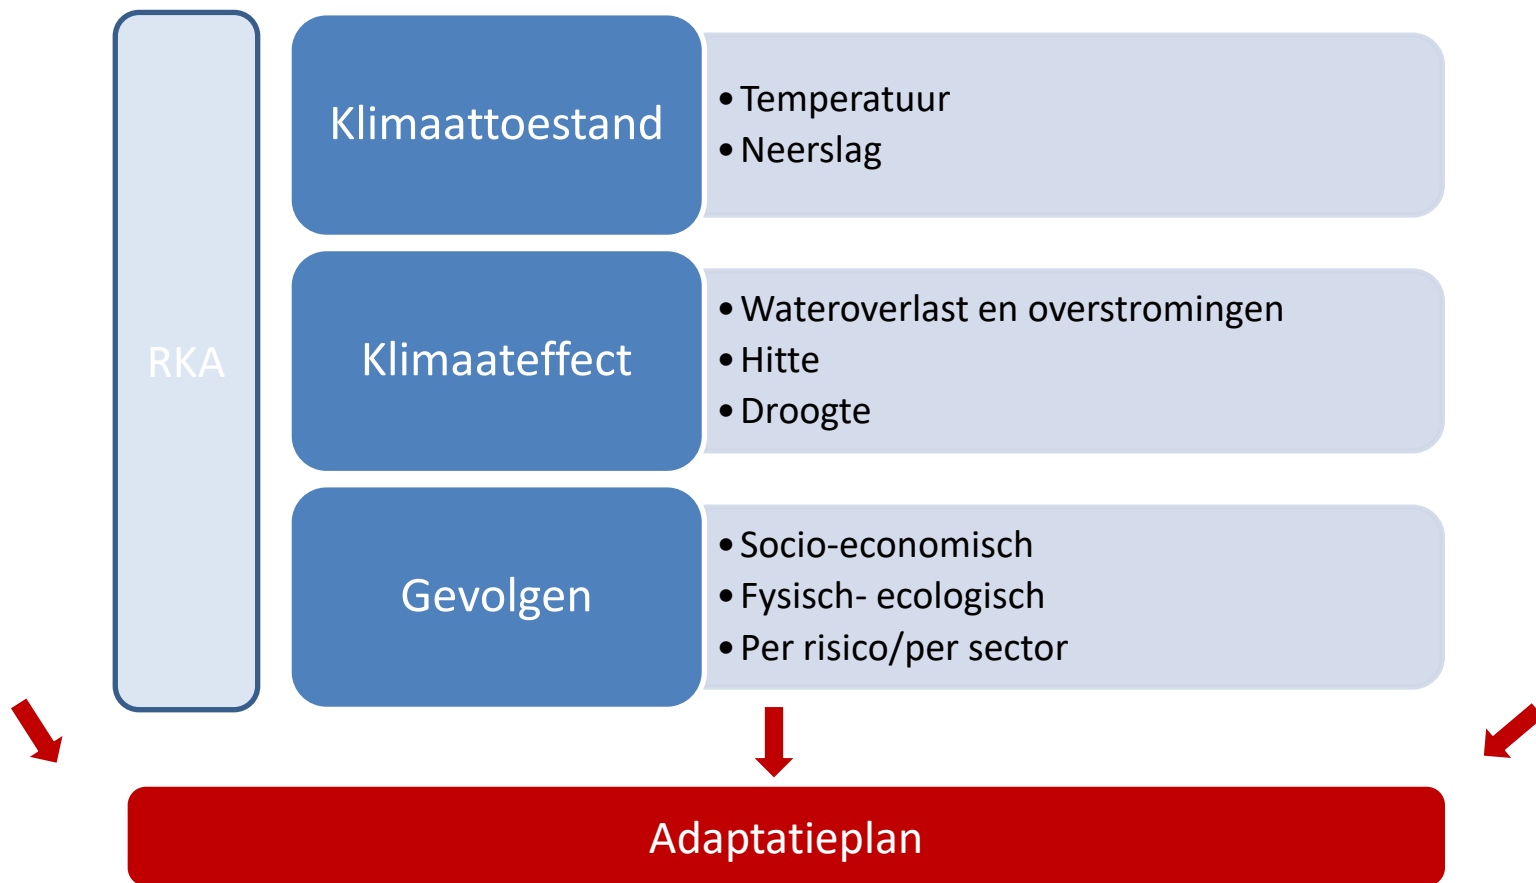 RKA
Klimaattoestand
• Temperatuur
• Neerslag
Klimaateffect
• Wateroverlast en overstromingen
• Hitte
• Droogte
Gevolgen
• Socio-economisch
• Fysisch- ecologisch
• Per risico/per sector
Adaptatieplan